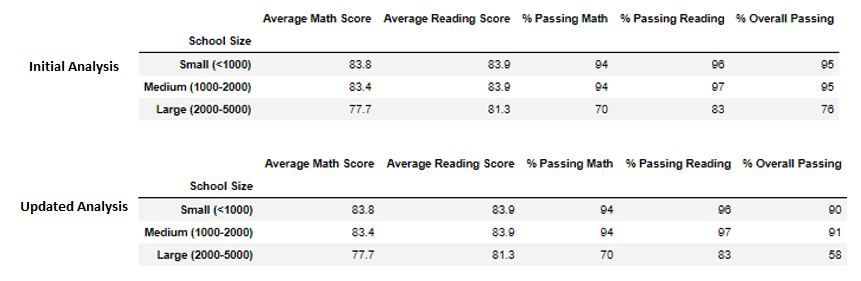 Average Math Score Average Reading Score % Passing Math % Passing Reading % Overall Passing
School Size
Initial Analysis
Small (<1000) 83.8 83.9 94 96 95
Medium (1000-2000) 83.4 83.9 94 97 95
Large (2000-5000) 77.7 81.3 70 83 76
Average Math Score Average Reading Score % Passing Math % Passing Reading % Overall Passing
School Size
Updated Analysis
Small (<1000) 83.8 83.9 94 96 90
Medium (1000-2000) 83.4 83.9 94 97 91
Large (2000-5000) 77.7 81.3 70 83 58